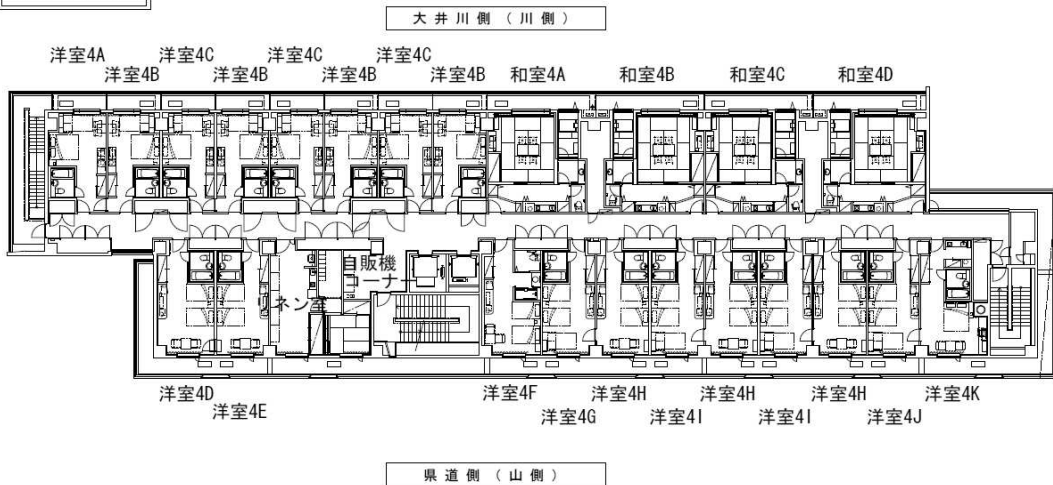 大井川側（川側）
洋室4A 洋室4C 洋室4C 洋室4C
洋室4B 洋室4B 洋室4B 洋室4B 和室4A 和室4B 和室4C 和室4D
自販機
コーナー
リネン室
洋室4D 洋室4F 洋室4H 洋室4H 洋室4H 洋室4K
洋室4E 洋室4G 洋室4I 洋室4I 洋室4J
県道側（山側）